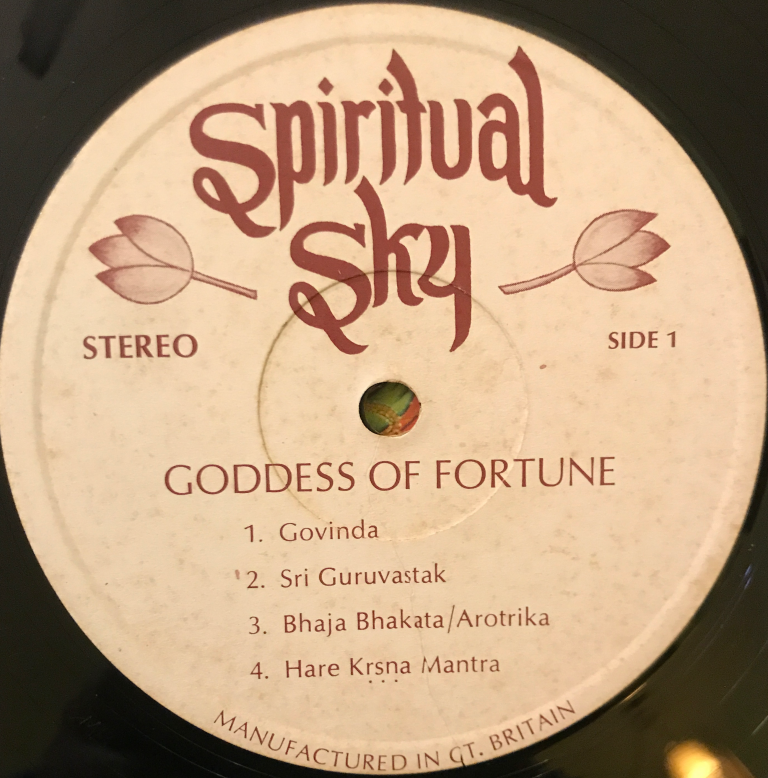 Spiritual
Sky
STEREO
SIDE 1
GODDESS OF FORTUNE
1. Govinda
2. Sri Guruvastak
3. Bhaja Bhakata/Arotrika
4. Hare Kṛṣṇa Mantra
MANUFACTURED IN GT. BRITAIN